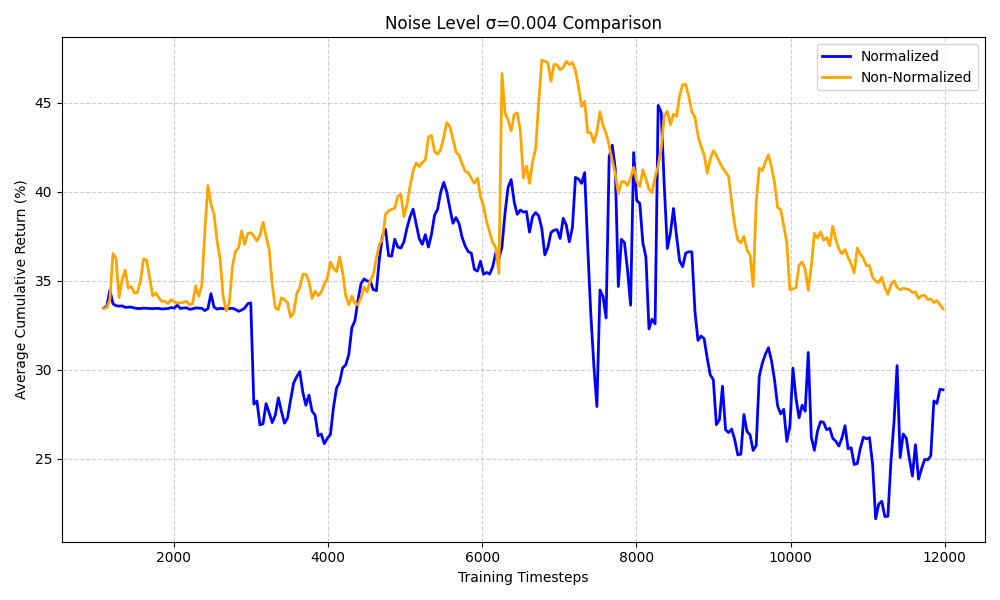 Noise Level σ=0.004 Comparison
Normalized
Non-Normalized
Average Cumulative Return (%)
45
40
35
30
25
2000 4000 6000 8000 10000 12000
Training Timesteps